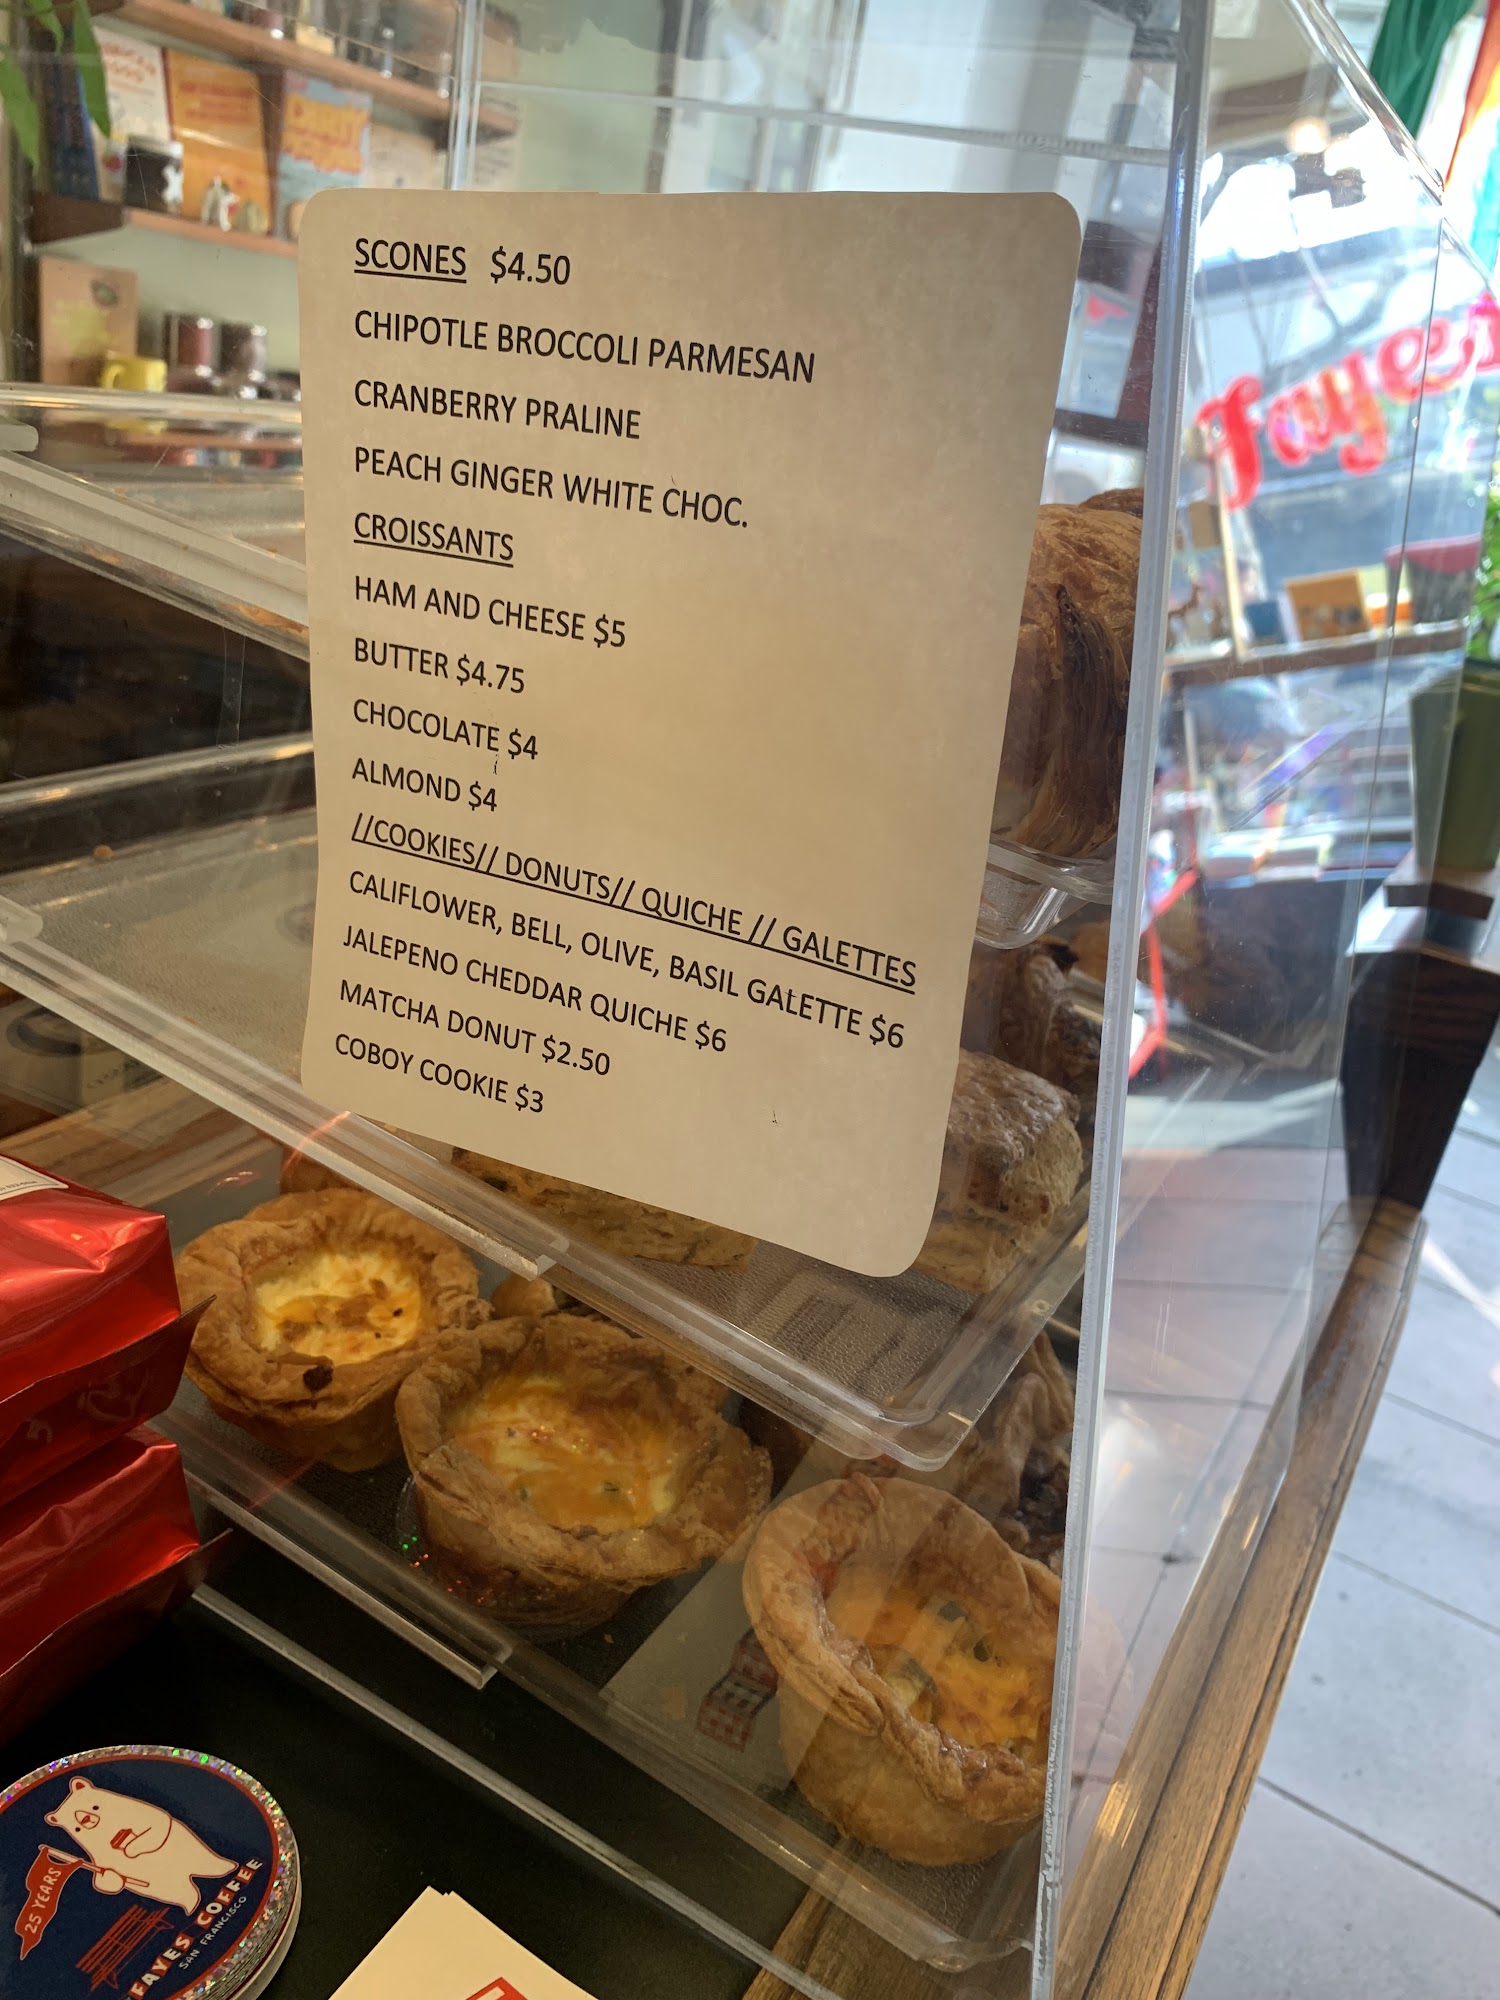 SCONES $4.50
CHIPOTLE BROCCOLI PARMESAN
CRANBERRY PRALINE
PEACH GINGER WHITE CHOC.
CROISSANTS
HAM AND CHEESE $5
BUTTER $4.75
CHOCOLATE $4
ALMOND $4
//COOKIES// DONUTS// QUICHE // GALETTES
CALIFLOWER, BELL, OLIVE, BASIL GALETTE $6
JALEPENO CHEDDAR QUICHE $6
MATCHA DONUT $2.50
COBOY COOKIE $3
25 YEARS
FAYES COFFEE
SAN FRANCISCO